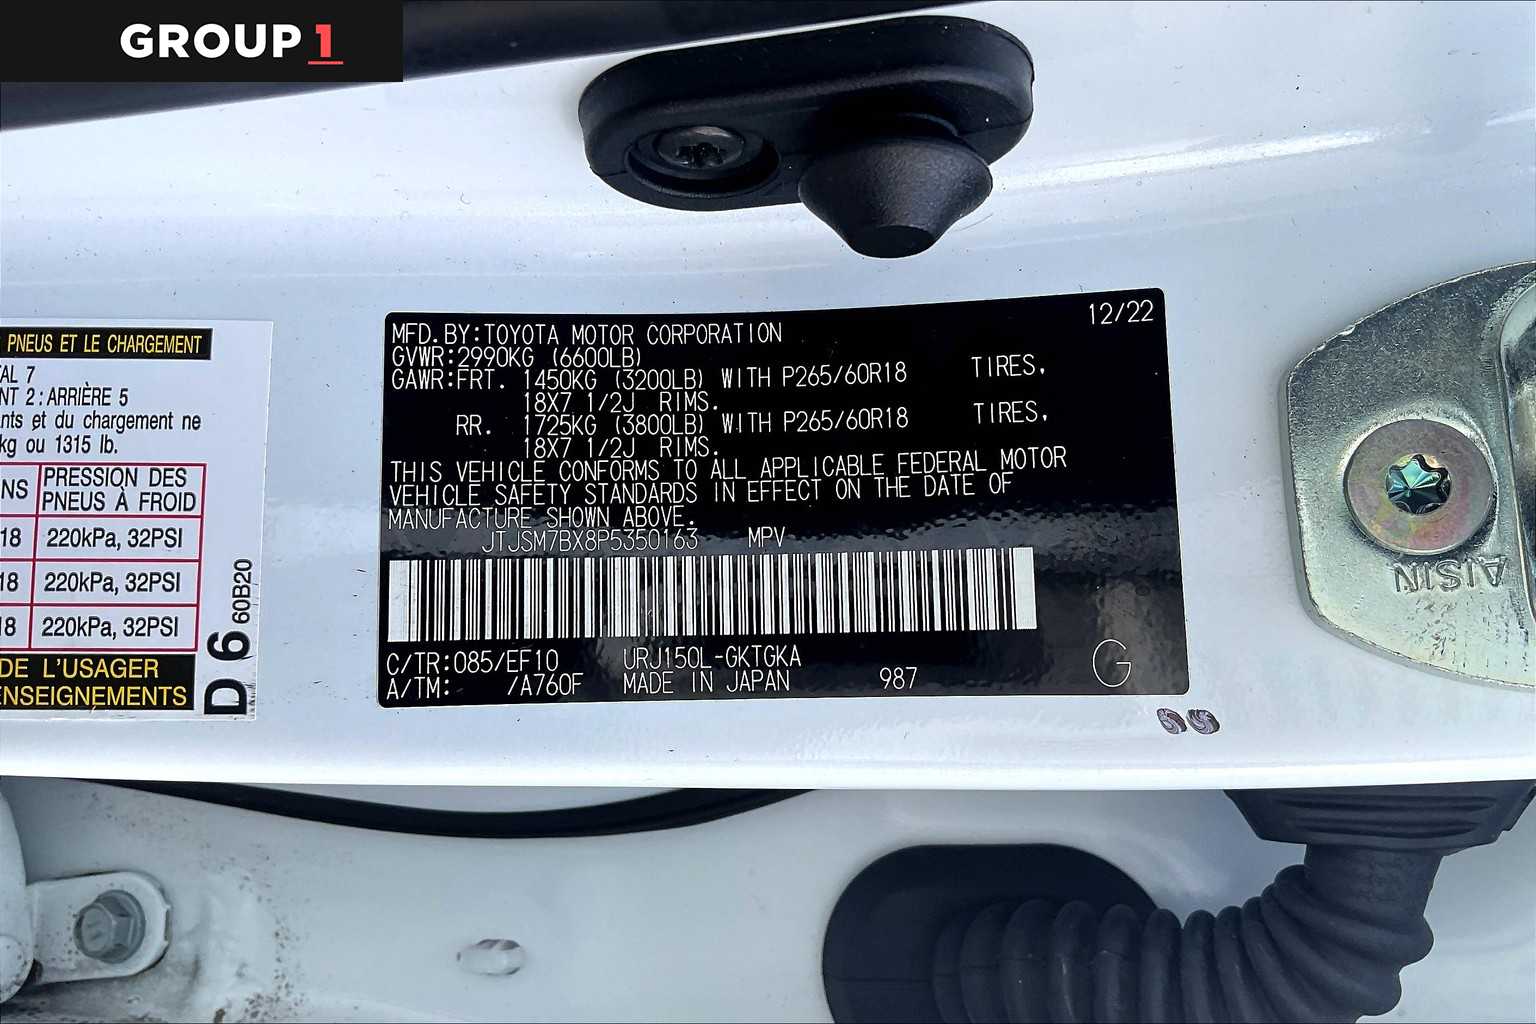 GROUP 1
PNEUS ET LE CHARGEMENT
AL 7
NT 2 : ARRIÈRE 5
nts et du chargement ne
kg ou 1315 lb.
NS PRESSION DES PNEUS À FROID
18 220kPa, 32PSI
18 220kPa, 32PSI
18 220kPa, 32PSI
DE L'USAGER
ENSEIGNEMENTS
D 6 60B20
12/22
MFD. BY: TOYOTA MOTOR CORPORATION
GVWR: 2990KG (6600LB)
GAWR: FRT. 1450KG (3200LB) WITH P265/60R18 TIRES,
18X7 1/2J RIMS.
RR. 1725KG (3800LB) WITH P265/60R18 TIRES,
18X7 1/2J RIMS.
THIS VEHICLE CONFORMS TO ALL APPLICABLE FEDERAL MOTOR
VEHICLE SAFETY STANDARDS IN EFFECT ON THE DATE OF
MANUFACTURE SHOWN ABOVE.
JTJSM7BX8P5350163 MPV
C/TR: 085/EF10 URJ150L-GKTGKA
A/TM: /A760F MADE IN JAPAN 987
G
AISIN